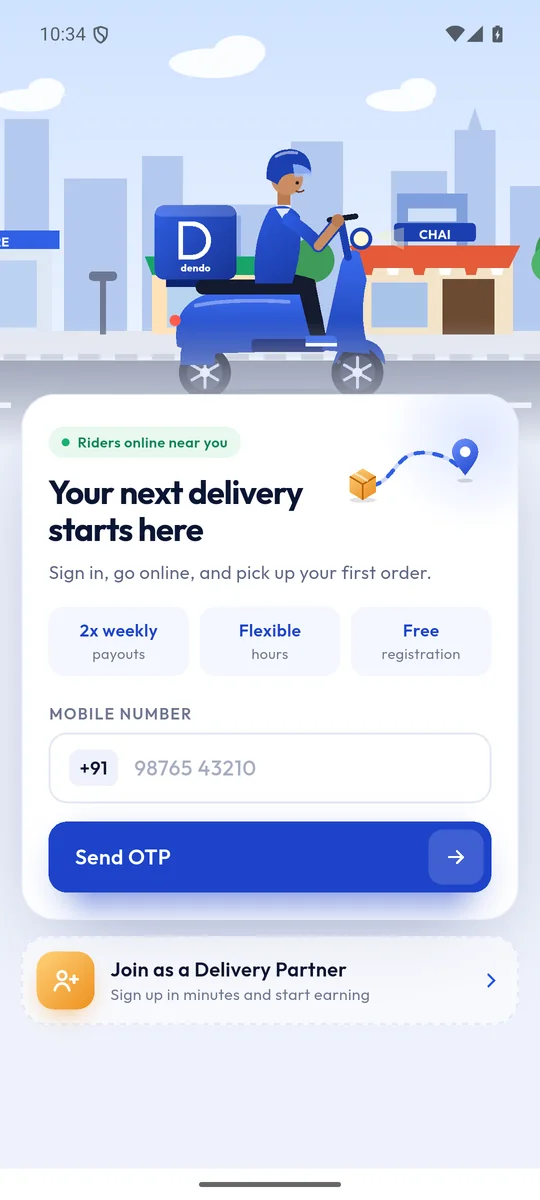 10:34
RE
CHAI
D
dendo
Riders online near you
Your next delivery
starts here
Sign in, go online, and pick up your first order.
2x weekly
payouts
Flexible
hours
Free
registration
MOBILE NUMBER
+91
98765 43210
Send OTP
Join as a Delivery Partner
Sign up in minutes and start earning